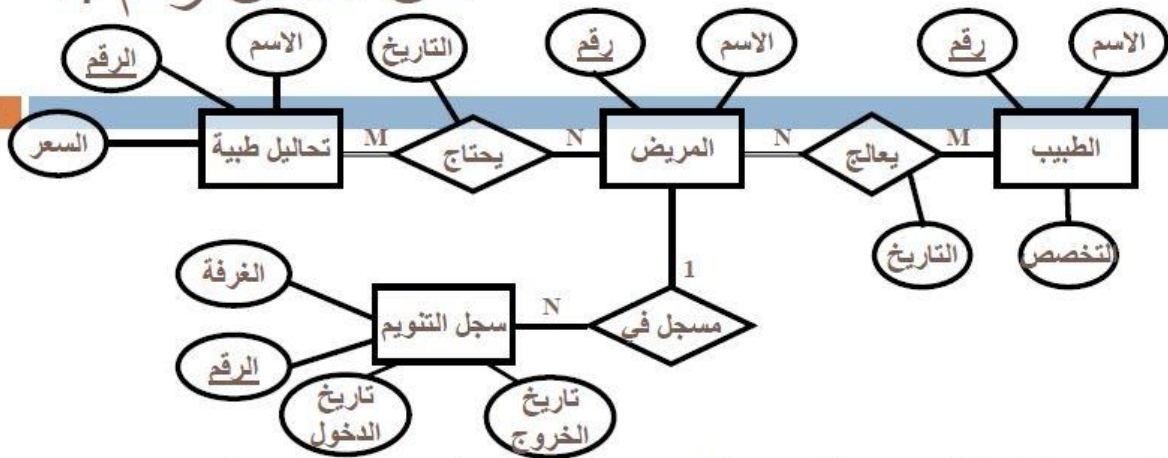 الاسم
رقم
الاسم
رقم
التاريخ
الاسم
الرقم
السعر
الطبيب
M
يعالج
N
المريض
N
يحتاج
M
تحاليل طبية
التخصص
التاريخ
1
مسجل في
N
سجل التنويم
الغرفة
الرقم
تاريخ
الخروج
تاريخ
الدخول